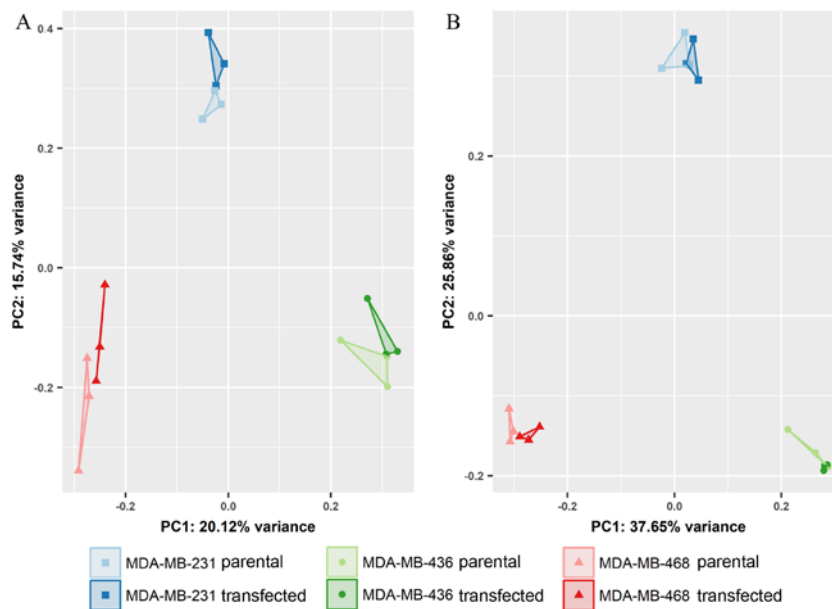 A
B
0.4
0.2
0.0
-0.2
PC2: 15.74% variance
-0.2
0.0
0.2
PC1: 20.12% variance
0.2
0.0
-0.2
PC2: 25.86% variance
-0.2
0.0
0.2
PC1: 37.65% variance
MDA-MB-231 parental
MDA-MB-436 parental
MDA-MB-468 parental
MDA-MB-231 transfected
MDA-MB-436 transfected
MDA-MB-468 transfected